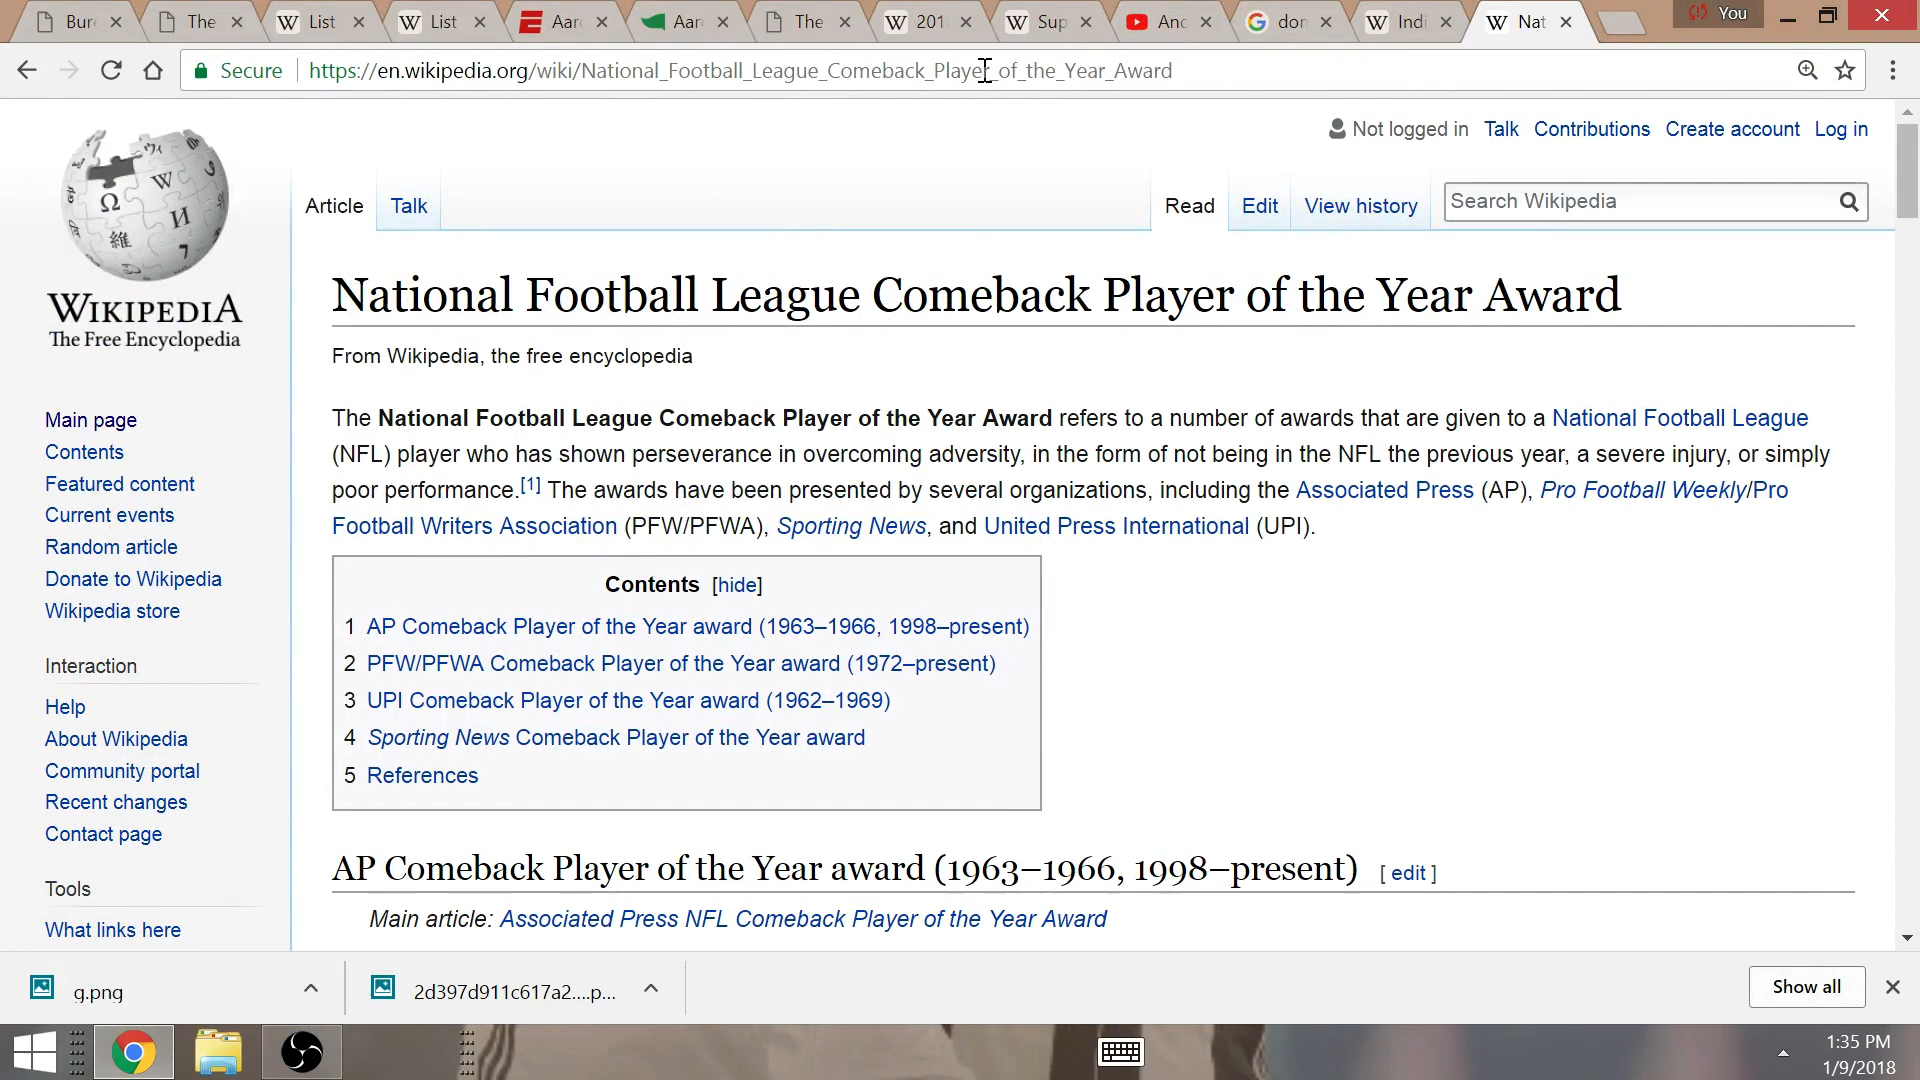 Bur The List List Aar Aar The 201 Sup Anc don Indi Nat You
Secure https://en.wikipedia.org/wiki/National_Football_League_Comeback_Player_of_the_Year_Award
Not logged in Talk Contributions Create account Log in
Article Talk Read Edit View history Search Wikipedia
WIKIPEDIA
The Free Encyclopedia
National Football League Comeback Player of the Year Award
From Wikipedia, the free encyclopedia
The National Football League Comeback Player of the Year Award refers to a number of awards that are given to a National Football League
(NFL) player who has shown perseverance in overcoming adversity, in the form of not being in the NFL the previous year, a severe injury, or simply
poor performance.[1] The awards have been presented by several organizations, including the Associated Press (AP), Pro Football Weekly/Pro
Football Writers Association (PFW/PFWA), Sporting News, and United Press International (UPI).
Contents [hide]
1 AP Comeback Player of the Year award (1963–1966, 1998–present)
2 PFW/PFWA Comeback Player of the Year award (1972–present)
3 UPI Comeback Player of the Year award (1962–1969)
4 Sporting News Comeback Player of the Year award
5 References
AP Comeback Player of the Year award (1963–1966, 1998–present) [ edit ]
Main article: Associated Press NFL Comeback Player of the Year Award
Main page
Contents
Featured content
Current events
Random article
Donate to Wikipedia
Wikipedia store
Interaction
Help
About Wikipedia
Community portal
Recent changes
Contact page
Tools
What links here
g.png 2d397d911c617a2....p... Show all
1:35 PM
1/9/2018